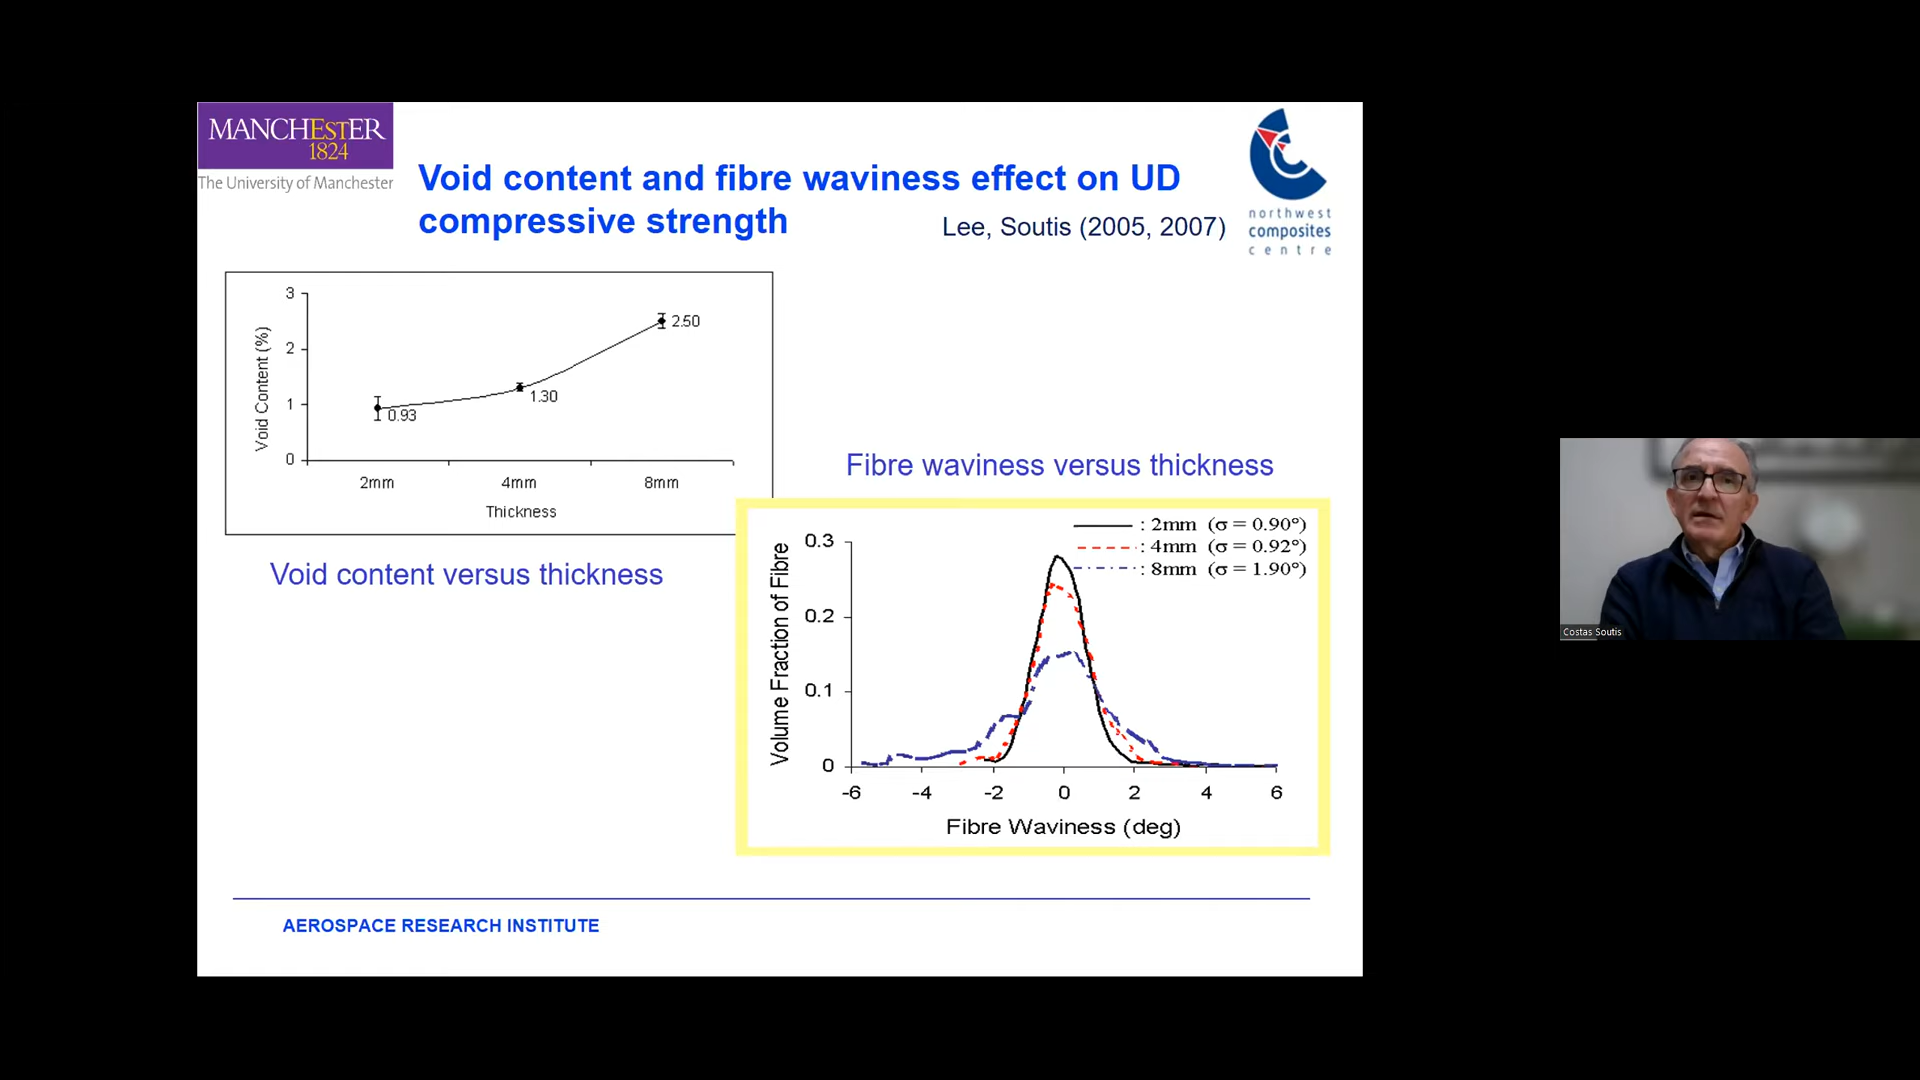 MANCHEsTER
1824
The University of Manchester
Void content and fibre waviness effect on UD
compressive strength
Lee, Soutis (2005, 2007)
northwest
composites
centre
3
2
1
0
Void Content (%)
0.93
1.30
2.50
2mm
4mm
8mm
Thickness
Void content versus thickness
Fibre waviness versus thickness
: 2mm (σ = 0.90°)
: 4mm (σ = 0.92°)
: 8mm (σ = 1.90°)
Volume Fraction of Fibre
0.3
0.2
0.1
0
-6
-4
-2
0
2
4
6
Fibre Waviness (deg)
AEROSPACE RESEARCH INSTITUTE
Costas Soutis